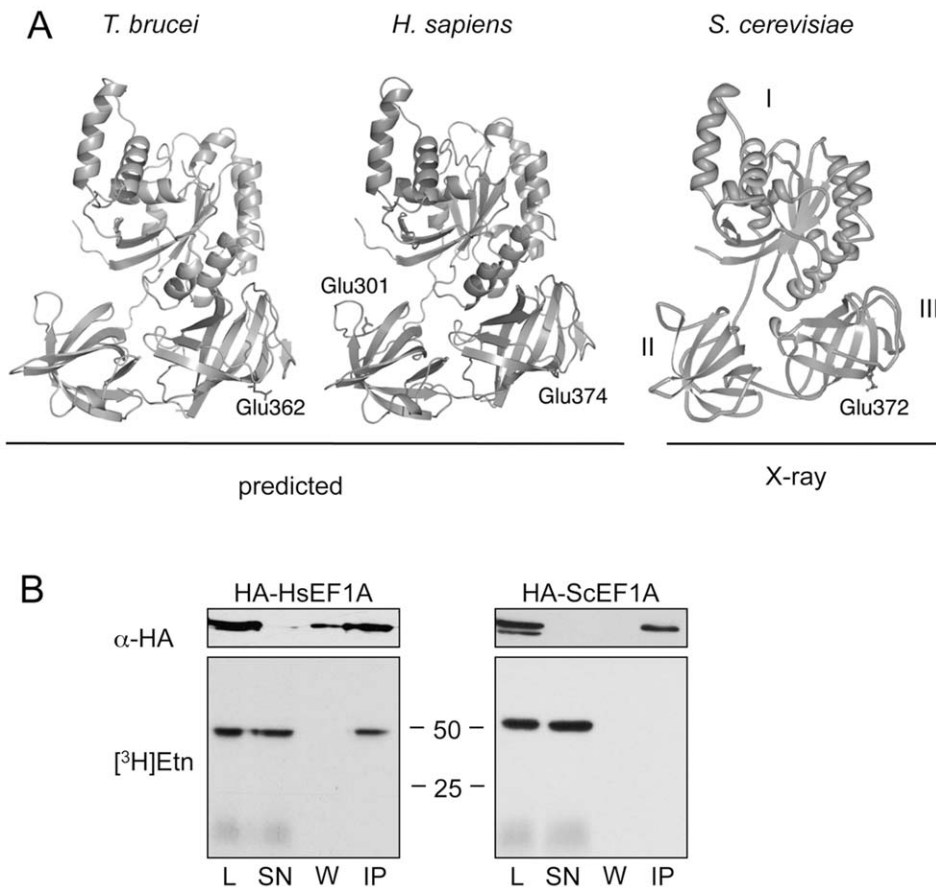 A
T. brucei H. sapiens S. cerevisiae
I
Glu301
II III
Glu362 Glu374 Glu372
predicted X-ray
B
HA-HsEF1A HA-ScEF1A
α-HA
[³H]Etn
50
25
L SN W IP L SN W IP